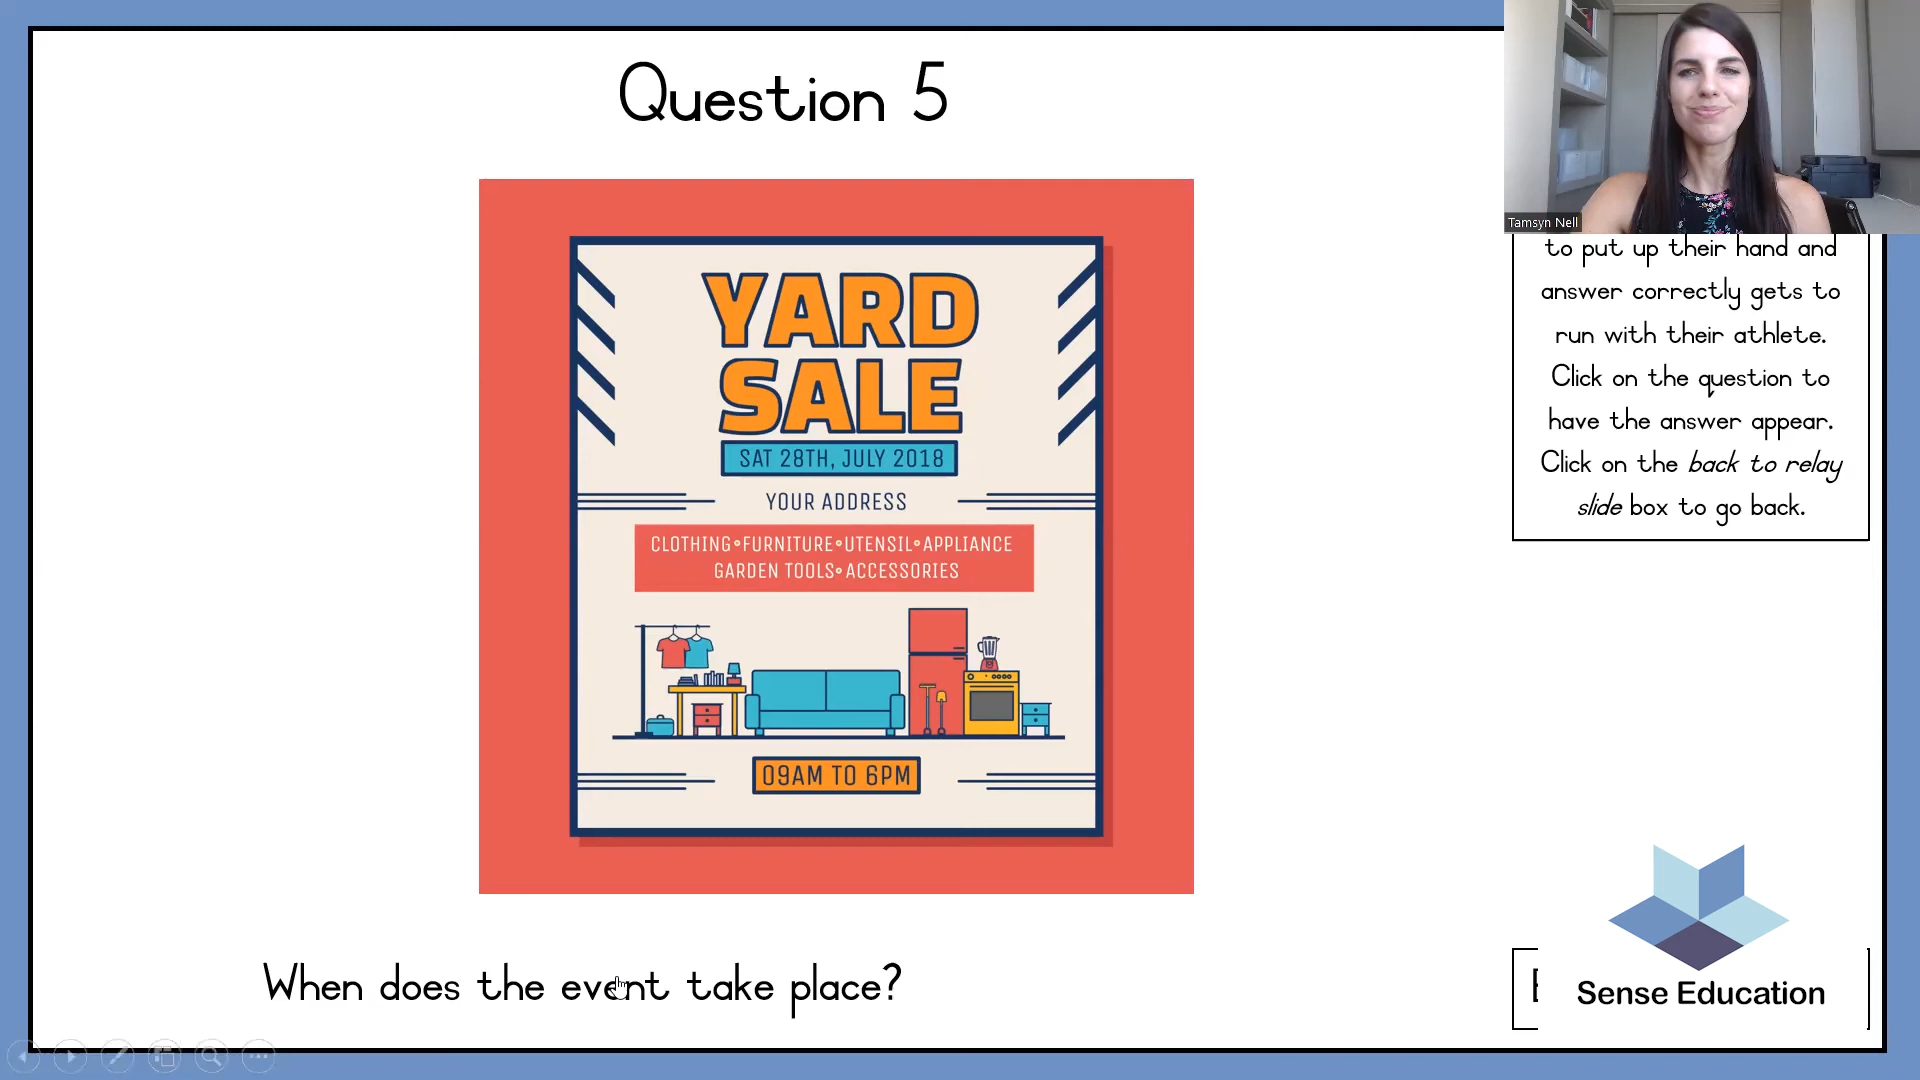 Question 5
YARD
SALE
SAT 28TH, JULY 2018
YOUR ADDRESS
CLOTHING•FURNITURE•UTENSIL•APPLIANCE
GARDEN TOOLS•ACCESSORIES
09AM TO 6PM
When does the event take place?
Tamsyn Nell
to put up their hand and
answer correctly gets to
run with their athlete.
Click on the question to
have the answer appear.
Click on the back to relay
slide box to go back.
Sense Education